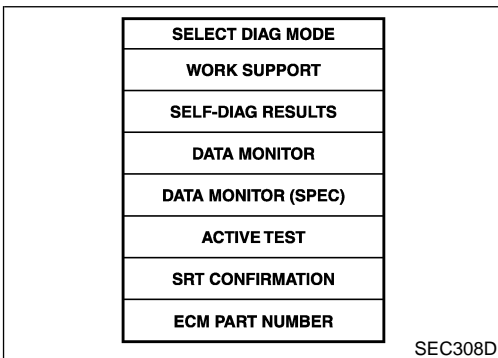 SELECT DIAG MODE
WORK SUPPORT
SELF-DIAG RESULTS
DATA MONITOR
DATA MONITOR (SPEC)
ACTIVE TEST
SRT CONFIRMATION
ECM PART NUMBER
SEC308D